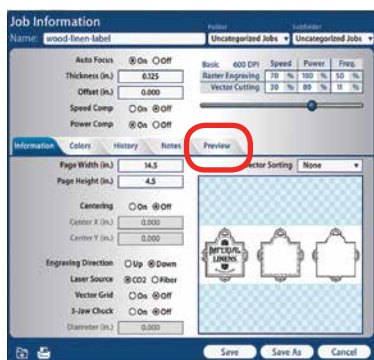 Job Information
Folder Subfolder
Name: wood-linen-label Uncategorized Jobs Uncategorized Jobs
Auto Focus On Off
Thickness (in.) 0.125
Offset (in.) 0.000
Speed Comp On Off
Power Comp On Off
Basic 600 DPI Speed Power Freq.
Raster Engraving 70 % 100 % 50 %
Vector Cutting 30 % 80 % 11 %
Information Colors History Notes Preview
Page Width (in.) 14.5
Page Height (in.) 4.5
Vector Sorting None
Centering On Off
Center X (in.) 0.000
Center Y (in.) 0.000
IMPERIAL
LINENS
Engraving Direction Up Down
Laser Source CO2 Fiber
Vector Grid On Off
3-Jaw Chuck On Off
Diameter (in.) 0.000
Save Save As Cancel